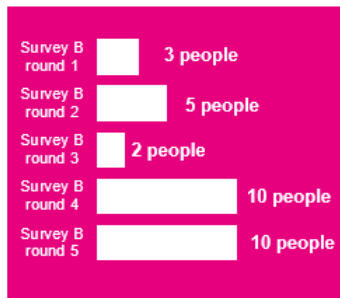 Survey B
round 1
3 people
Survey B
round 2
5 people
Survey B
round 3
2 people
Survey B
round 4
10 people
Survey B
round 5
10 people